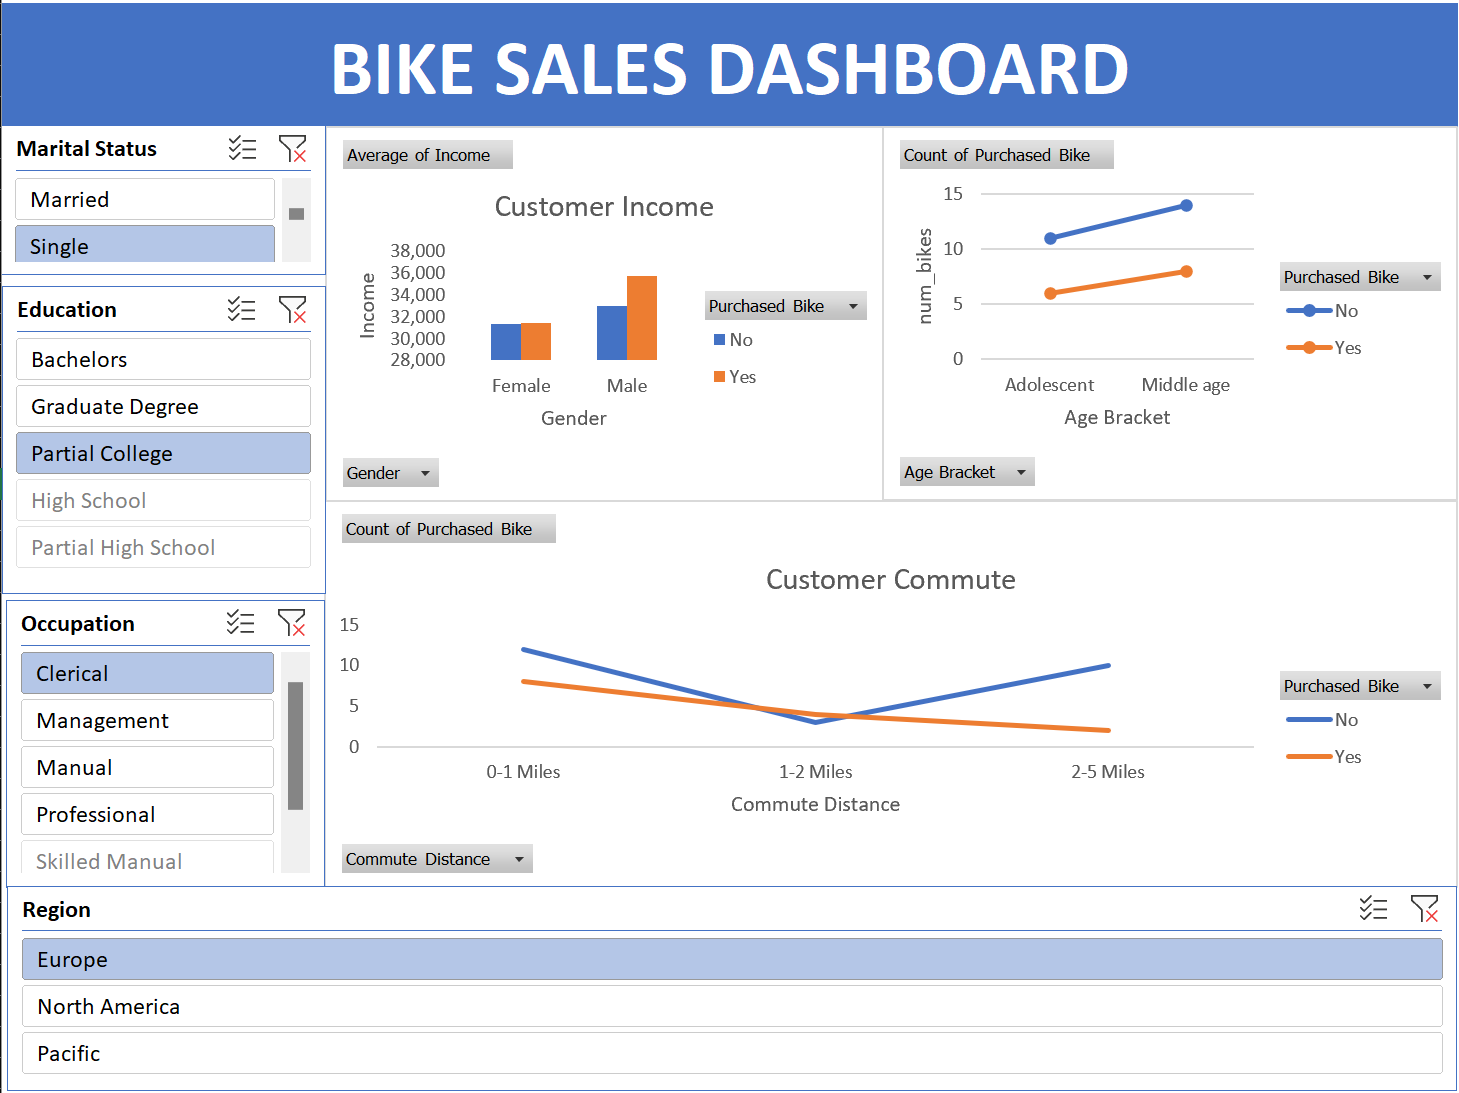 BIKE SALES DASHBOARD
Marital Status
Married
Single
Education
Bachelors
Graduate Degree
Partial College
High School
Partial High School
Occupation
Clerical
Management
Manual
Professional
Skilled Manual
Average of Income
Customer Income
38,000
36,000
34,000
32,000
30,000
28,000
Income
Female Male
Gender
Purchased Bike
No
Yes
Gender
Count of Purchased Bike
15
10
5
0
num_bikes
Adolescent Middle age
Age Bracket
Purchased Bike
No
Yes
Age Bracket
Count of Purchased Bike
Customer Commute
15
10
5
0
0-1 Miles 1-2 Miles 2-5 Miles
Commute Distance
Purchased Bike
No
Yes
Commute Distance
Region
Europe
North America
Pacific